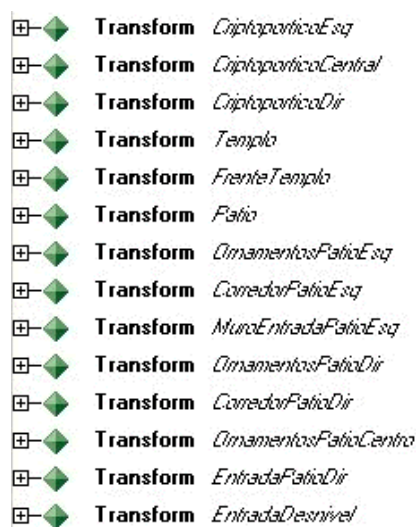 Transform CriptoporticoEsq
Transform CriptoporticoCentral
Transform CriptoporticoDir
Transform Templo
Transform FrenteTemplo
Transform Patio
Transform OrnamentosPatioEsq
Transform CorredorPatioEsq
Transform MuroEntradaPatioEsq
Transform OrnamentosPatioDir
Transform CorredorPatioDir
Transform OrnamentosPatioCentro
Transform EntradaPatioDir
Transform EntradaDesnivel